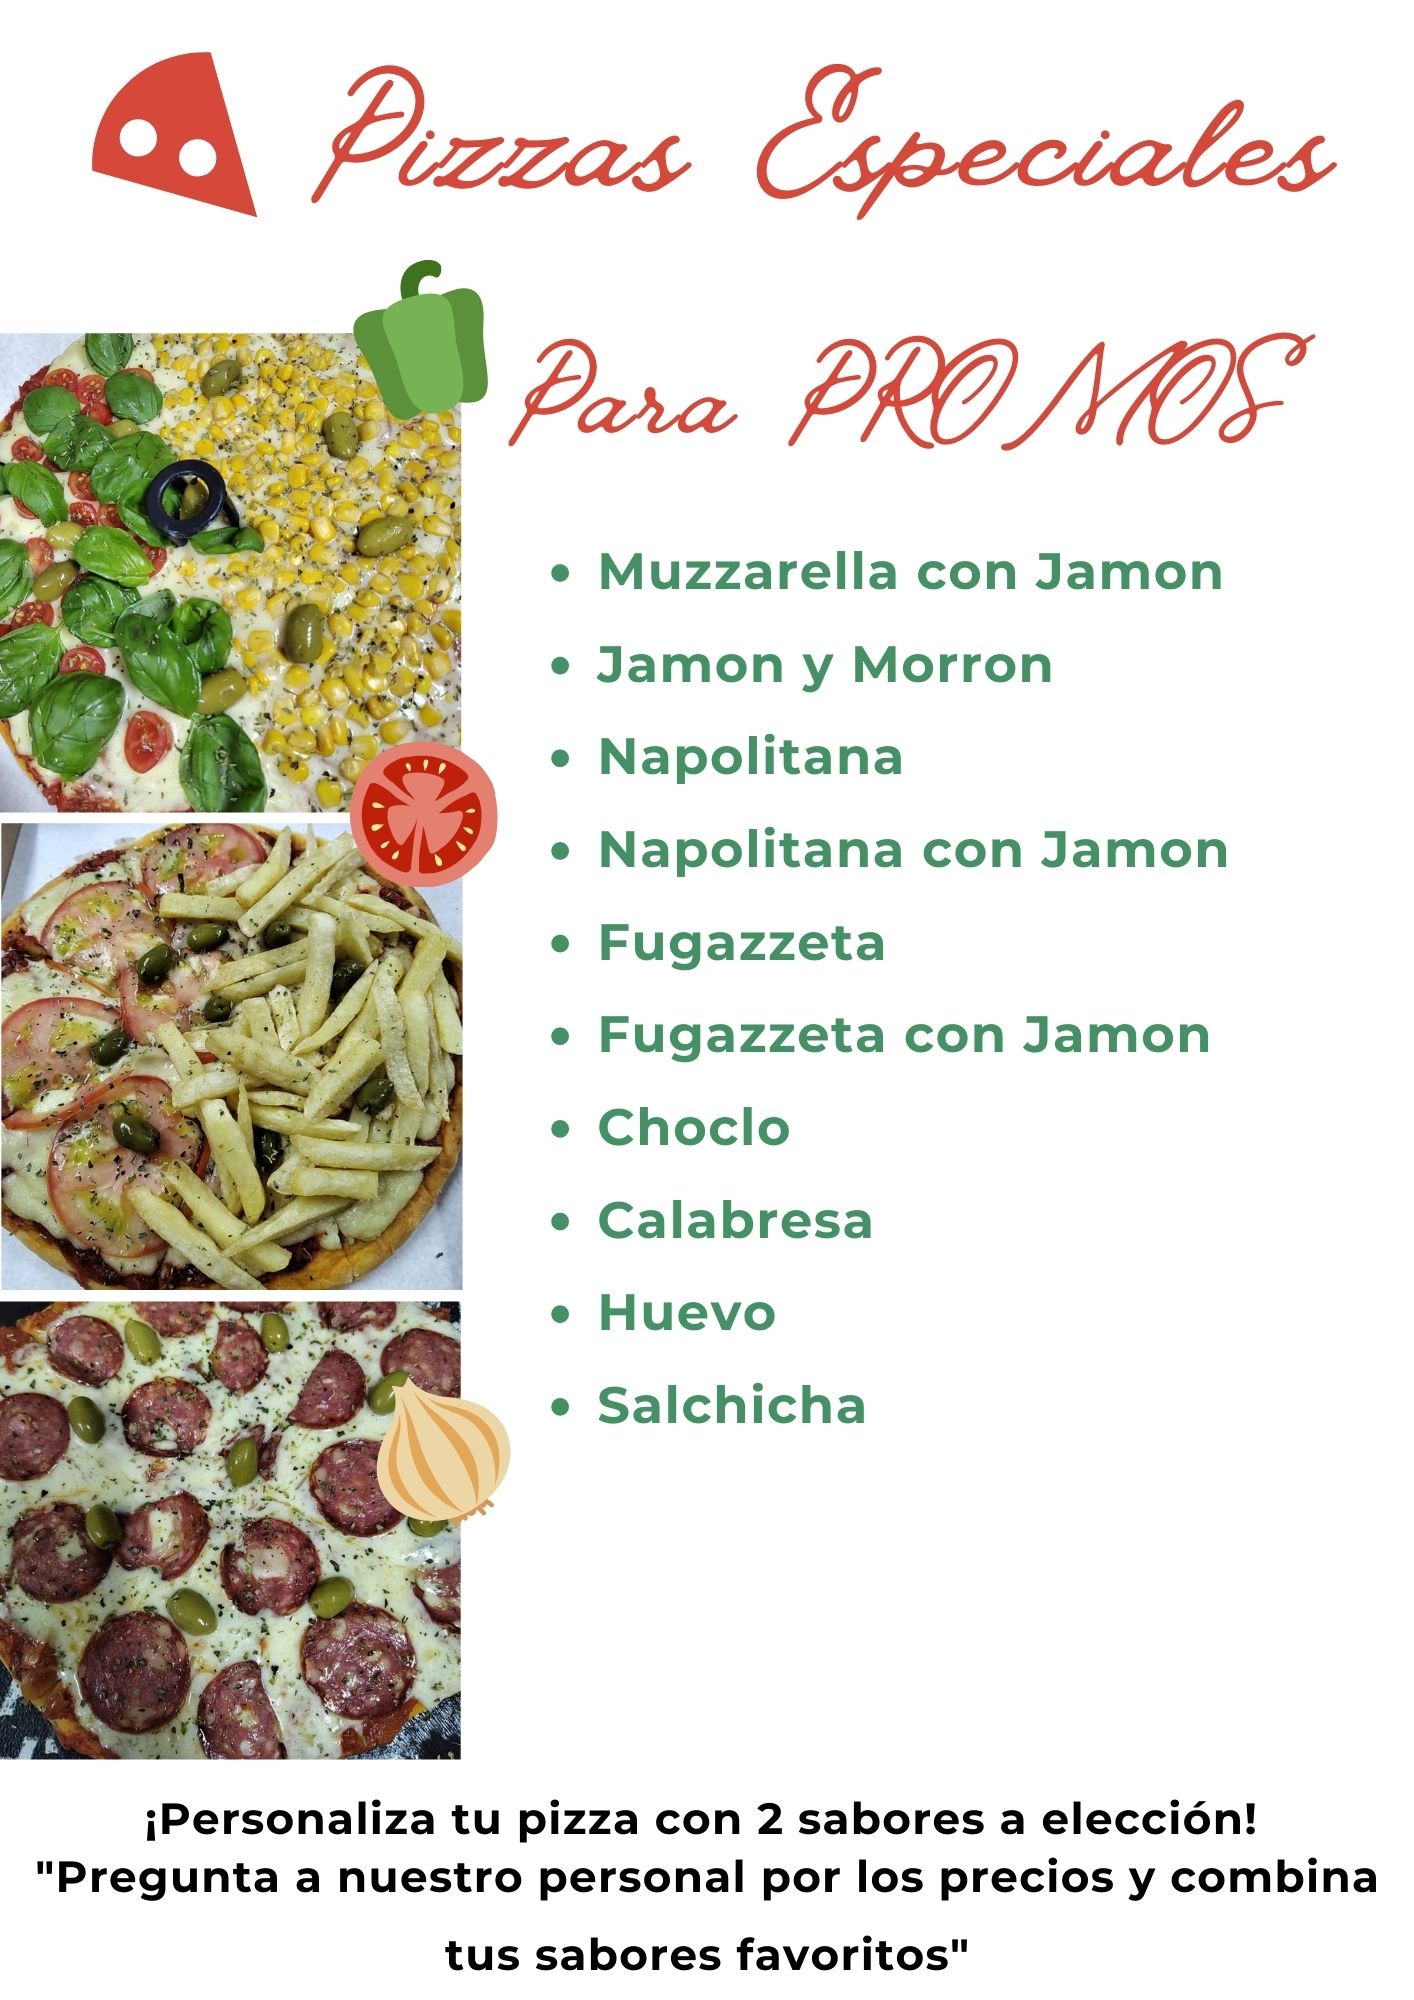 Pizzas Especiales
Para PROMOS
• Muzzarella con Jamon
• Jamon y Morron
• Napolitana
• Napolitana con Jamon
• Fugazzeta
• Fugazzeta con Jamon
• Choclo
• Calabresa
• Huevo
• Salchicha
¡Personaliza tu pizza con 2 sabores a elección!
"Pregunta a nuestro personal por los precios y combina
tus sabores favoritos"